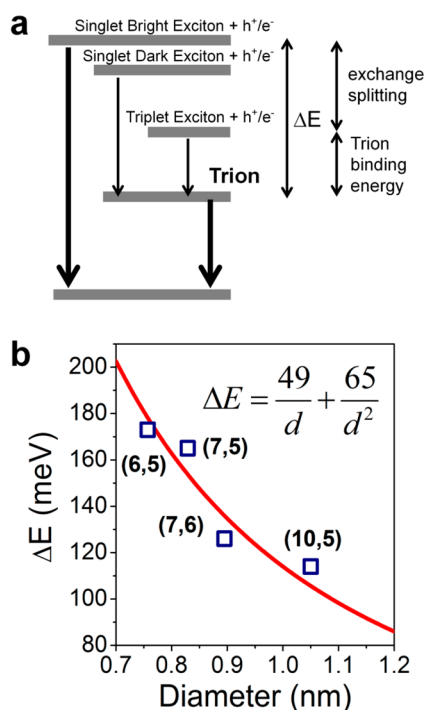 a
Singlet Bright Exciton + h⁺/e⁻
Singlet Dark Exciton + h⁺/e⁻
Triplet Exciton + h⁺/e⁻
Trion
ΔE
exchange
splitting
Trion
binding
energy
b
ΔE = 49/d + 65/d²
200
180
160
140
120
100
80
ΔE (meV)
(6,5)
(7,5)
(7,6)
(10,5)
0.7 0.8 0.9 1.0 1.1 1.2
Diameter (nm)